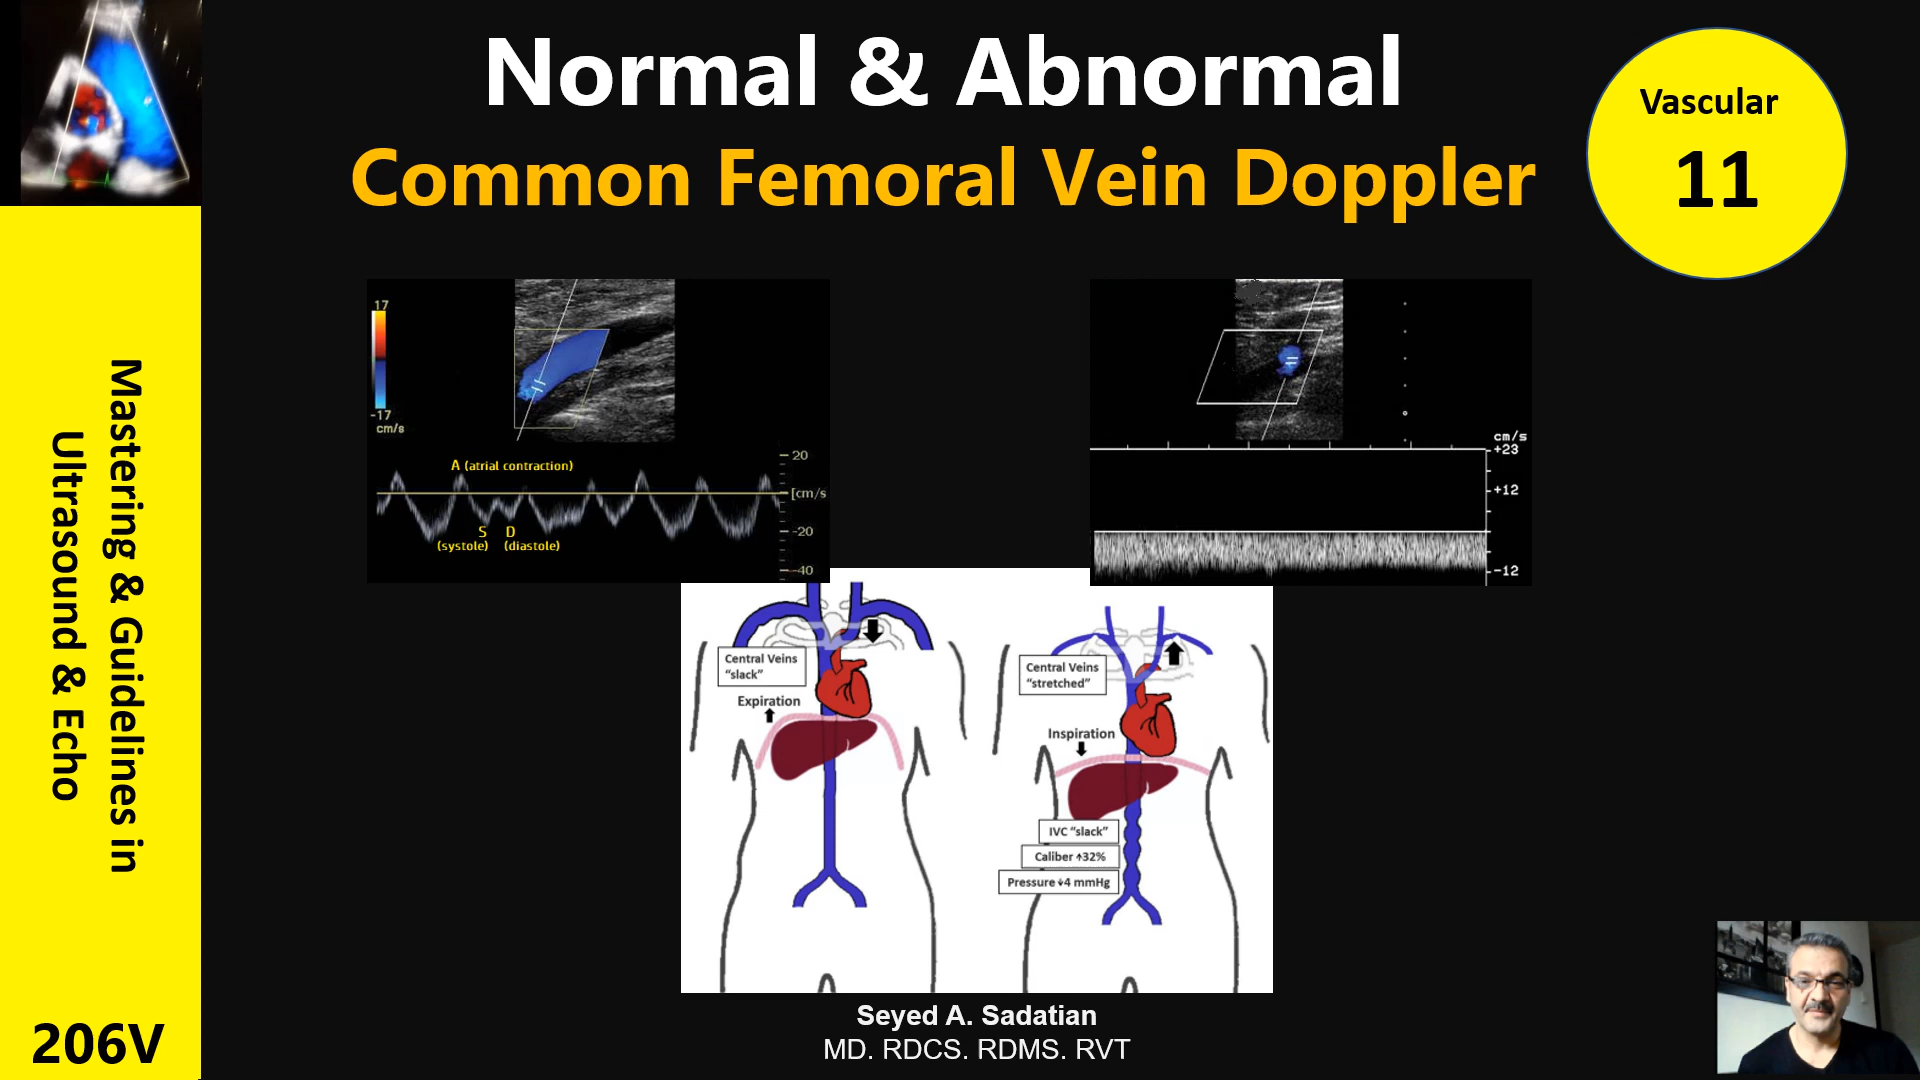 Normal & Abnormal
Common Femoral Vein Doppler
Vascular
11
Mastering & Guidelines in
Ultrasound & Echo
206V
17
-17
cm/s
A (atrial contraction)
S
(systole)
D
(diastole)
20
[cm/s
-20
-40
cm/s
+23
+12
-12
Central Veins
“slack”
Expiration
Central Veins
“stretched”
Inspiration
IVC “slack”
Caliber ↑32%
Pressure ↓4 mmHg
Seyed A. Sadatian
MD. RDCS. RDMS. RVT